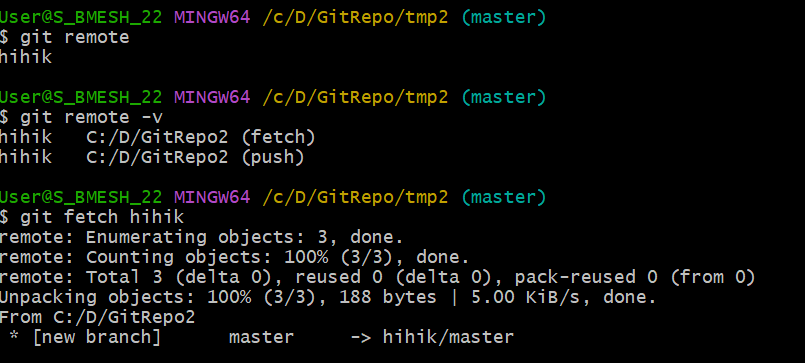 User@S_BMESH_22 MINGW64 /c/D/GitRepo/tmp2 (master)
$ git remote
hihik
User@S_BMESH_22 MINGW64 /c/D/GitRepo/tmp2 (master)
$ git remote -v
hihik   C:/D/GitRepo2 (fetch)
hihik   C:/D/GitRepo2 (push)
User@S_BMESH_22 MINGW64 /c/D/GitRepo/tmp2 (master)
$ git fetch hihik
remote: Enumerating objects: 3, done.
remote: Counting objects: 100% (3/3), done.
remote: Total 3 (delta 0), reused 0 (delta 0), pack-reused 0 (from 0)
Unpacking objects: 100% (3/3), 188 bytes | 5.00 KiB/s, done.
From C:/D/GitRepo2
 * [new branch]      master     -> hihik/master